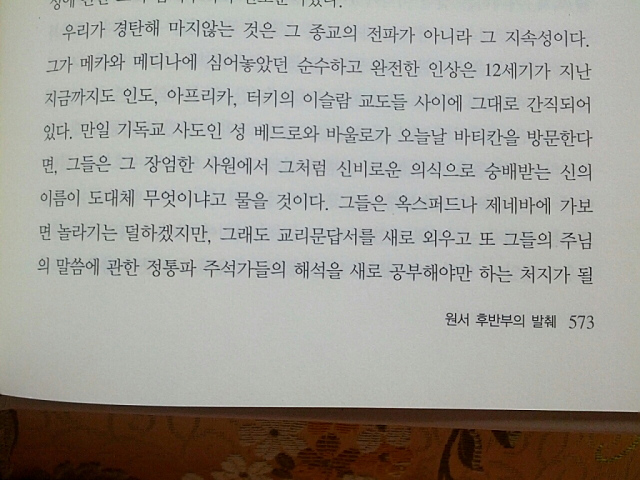 우리가 경탄해 마지않는 것은 그 종교의 전파가 아니라 그 지속성이다.
그가 메카와 메디나에 심어놓았던 순수하고 완전한 인상은 12세기가 지난
지금까지도 인도, 아프리카, 터키의 이슬람 교도들 사이에 그대로 간직되어
있다. 만일 기독교 사도인 성 베드로와 바울로가 오늘날 바티칸을 방문한다
면, 그들은 그 장엄한 사원에서 그처럼 신비로운 의식으로 숭배받는 신의
이름이 도대체 무엇이냐고 물을 것이다. 그들은 옥스퍼드나 제네바에 가보
면 놀라기는 덜하겠지만, 그래도 교리문답서를 새로 외우고 또 그들의 주님
의 말씀에 관한 정통파 주석가들의 해석을 새로 공부해야만 하는 처지가 될
원서 후반부의 발췌 573